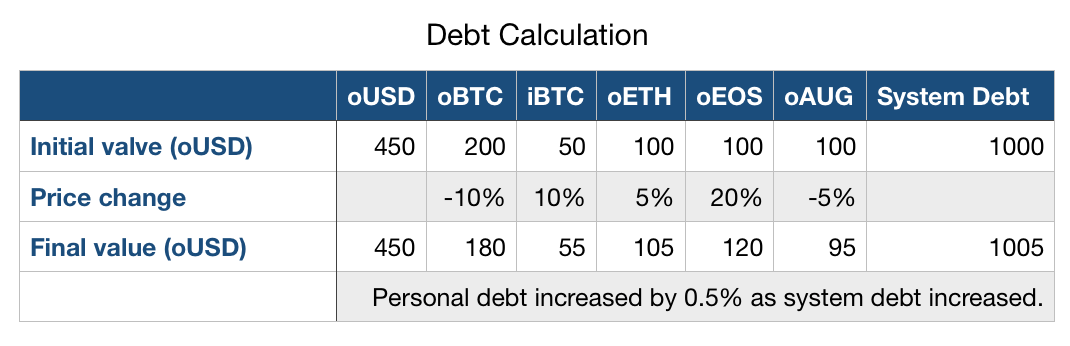 Debt Calculation
oUSD oBTC iBTC oETH oEOS oAUG System Debt
Initial valve (oUSD) 450 200 50 100 100 100 1000
Price change -10% 10% 5% 20% -5%
Final value (oUSD) 450 180 55 105 120 95 1005
Personal debt increased by 0.5% as system debt increased.